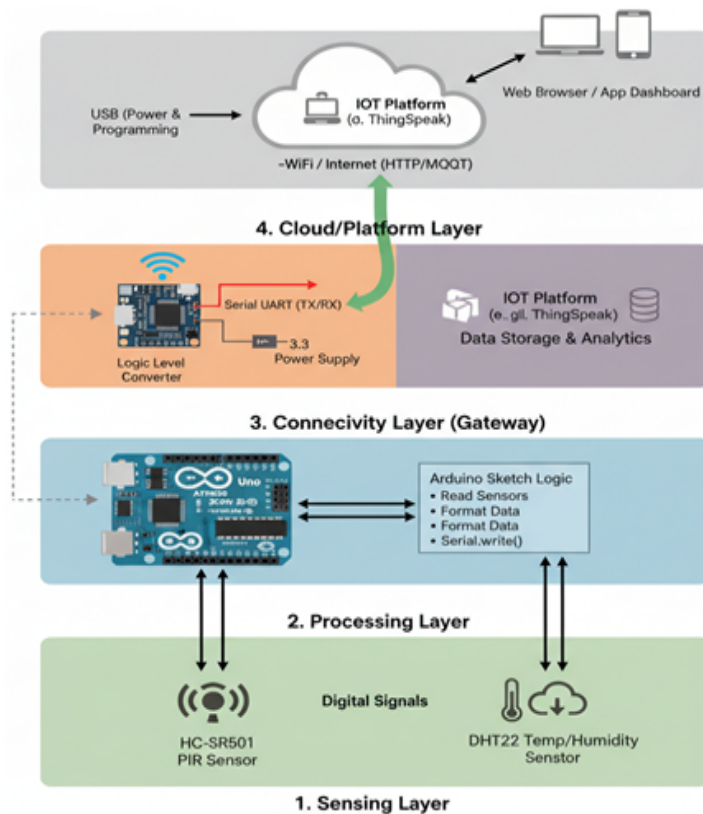 USB (Power &
Programming
IOT Platform
(σ. ThingSpeak)
Web Browser / App Dashboard
-WiFi / Internet (HTTP/MQQT)
4. Cloud/Platform Layer
Serial UART (TX/RX)
3.3
Power Supply
Logic Level
Converter
IOT Platform
(e..gll. ThingSpeak)
Data Storage & Analytics
3. Connecivity Layer (Gateway)
Uno
Arduino Sketch Logic
• Read Sensors
• Format Data
• Format Data
• Serial.write()
2. Processing Layer
Digital Signals
HC-SR501
PIR Sensor
DHT22 Temp/Humidity
Senstor
1. Sensing Layer